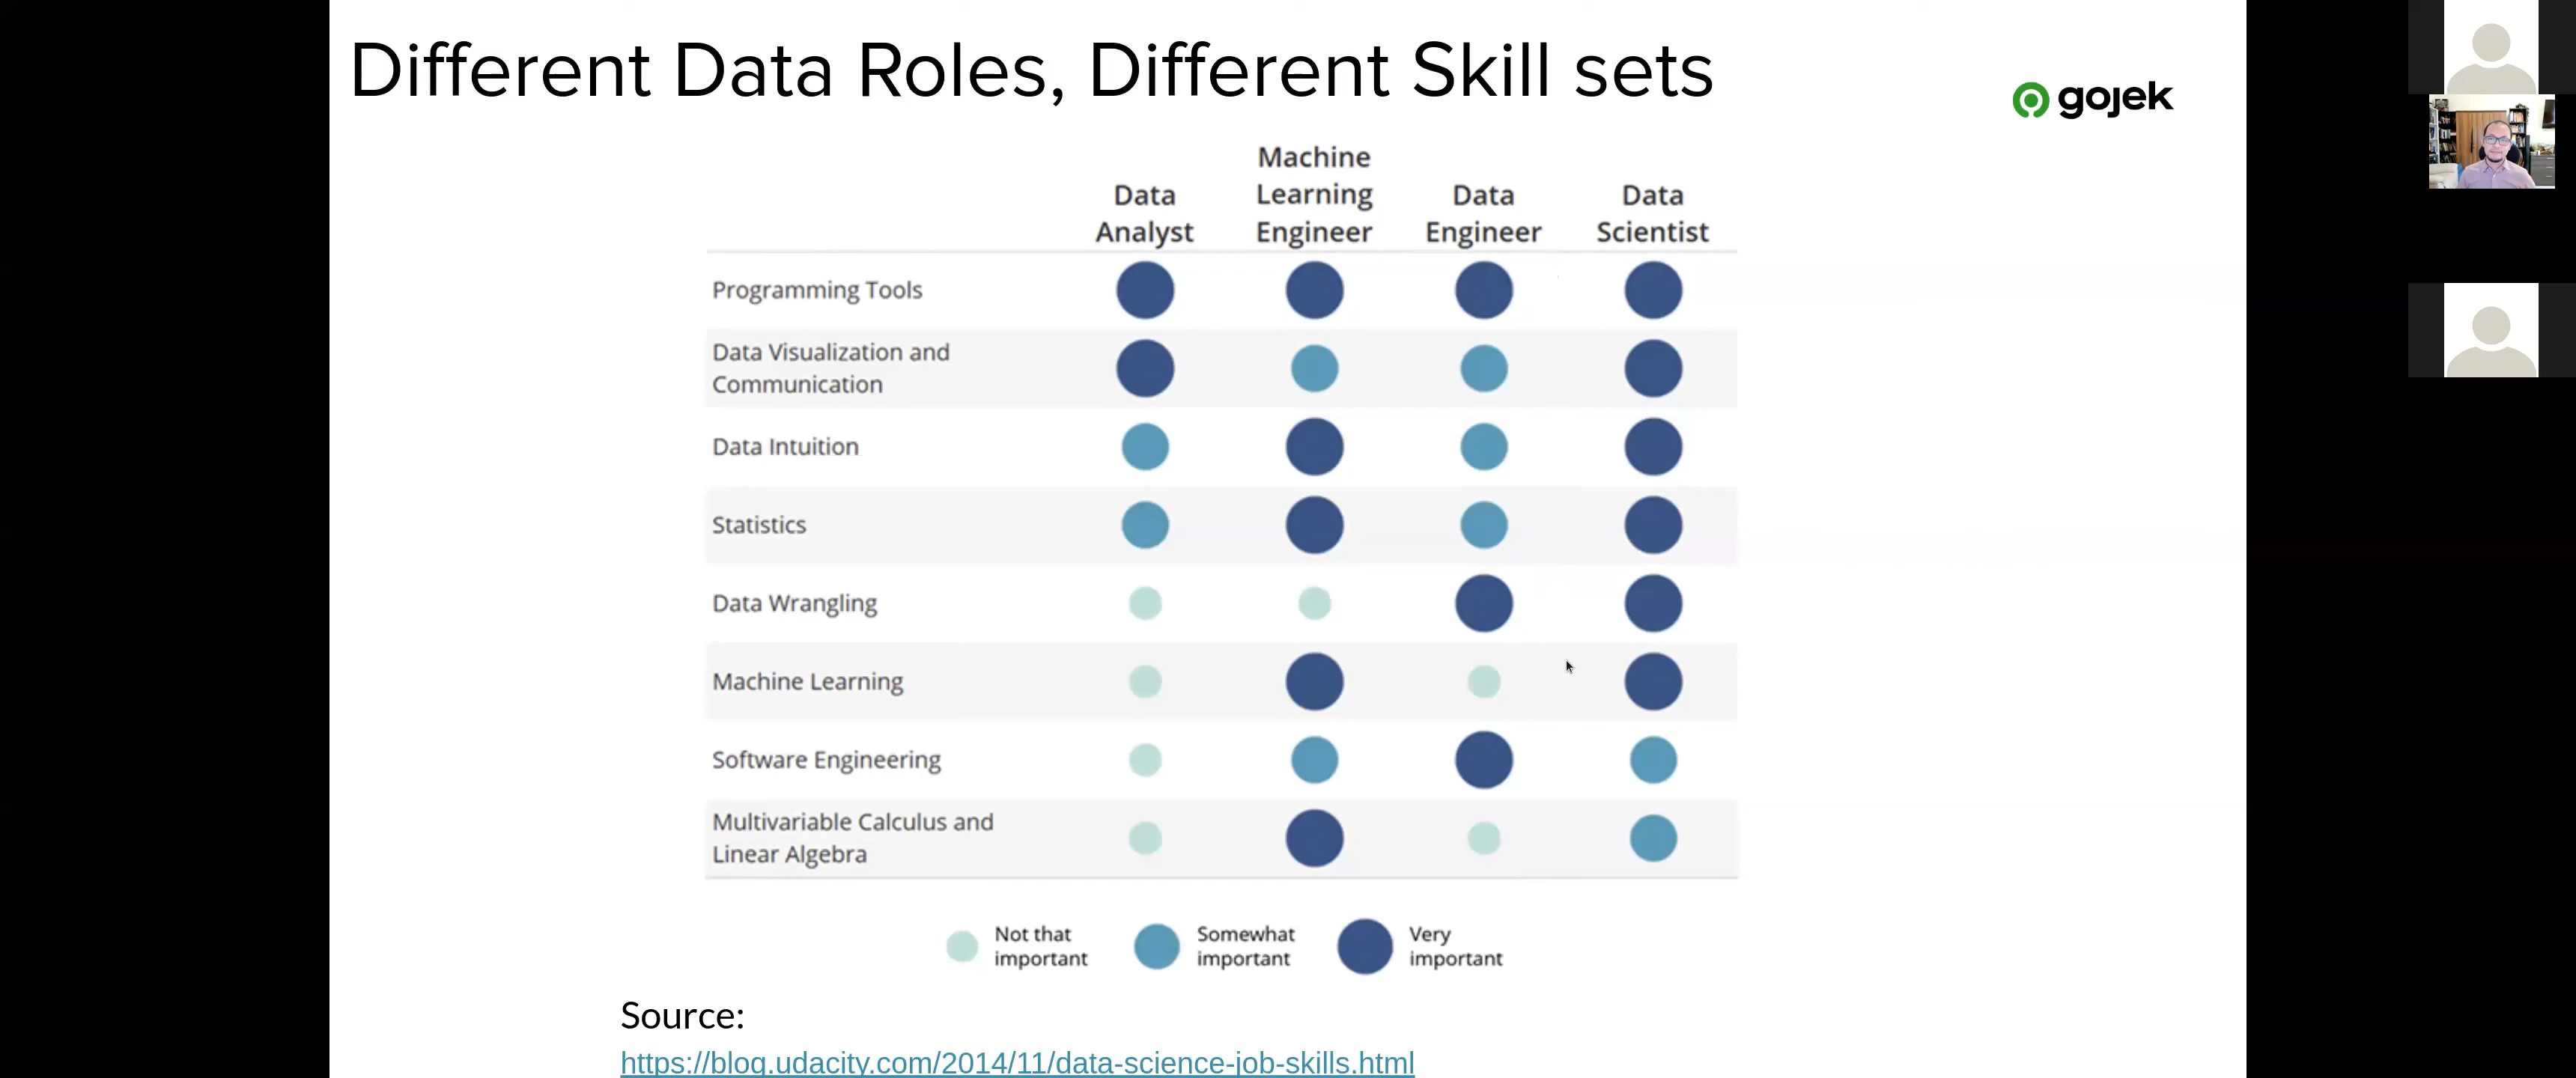 Different Data Roles, Different Skill sets
gojek
Data
Analyst
Machine
Learning
Engineer
Data
Engineer
Data
Scientist
Programming Tools
Data Visualization and
Communication
Data Intuition
Statistics
Data Wrangling
Machine Learning
Software Engineering
Multivariable Calculus and
Linear Algebra
Not that
important
Somewhat
important
Very
important
Source:
https://blog.udacity.com/2014/11/data-science-job-skills.html